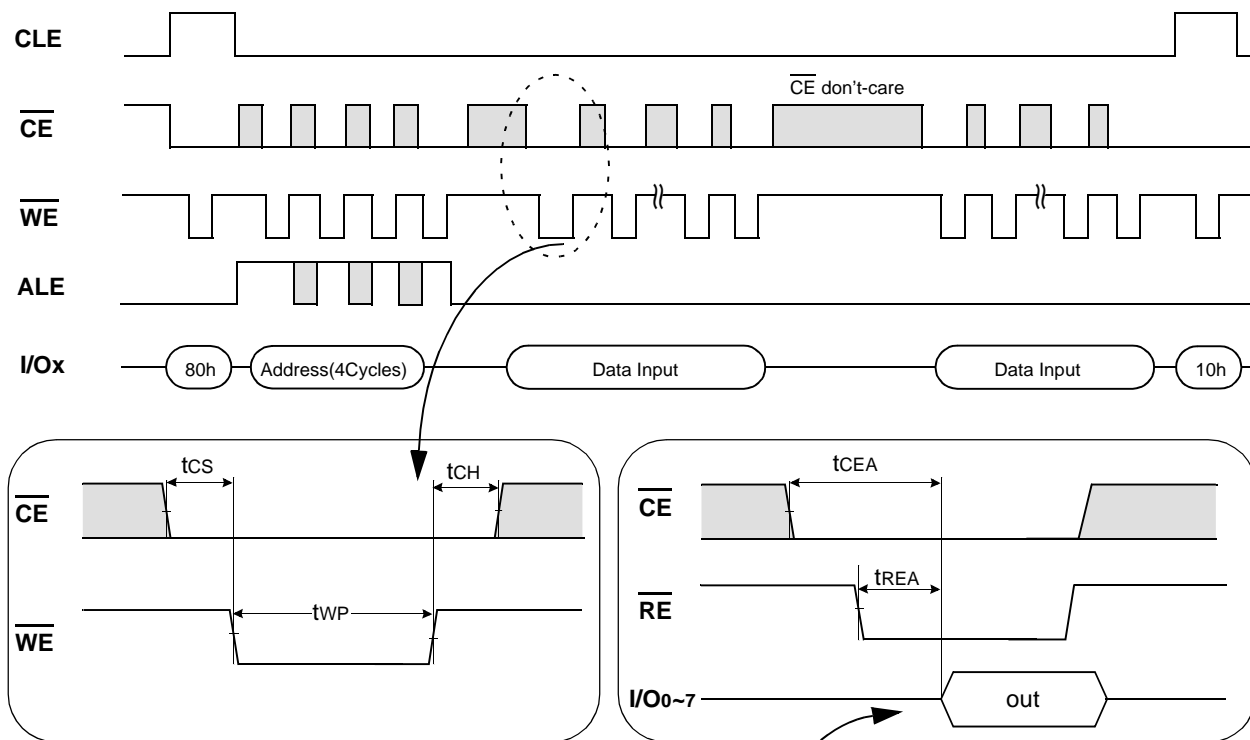 CLE
CE don't-care
CE
WE
ALE
I/Ox 80h Address(4Cycles) Data Input Data Input 10h
tCS tCH
CE
tWP
WE
tCEA
CE
tREA
RE
I/O0~7 out